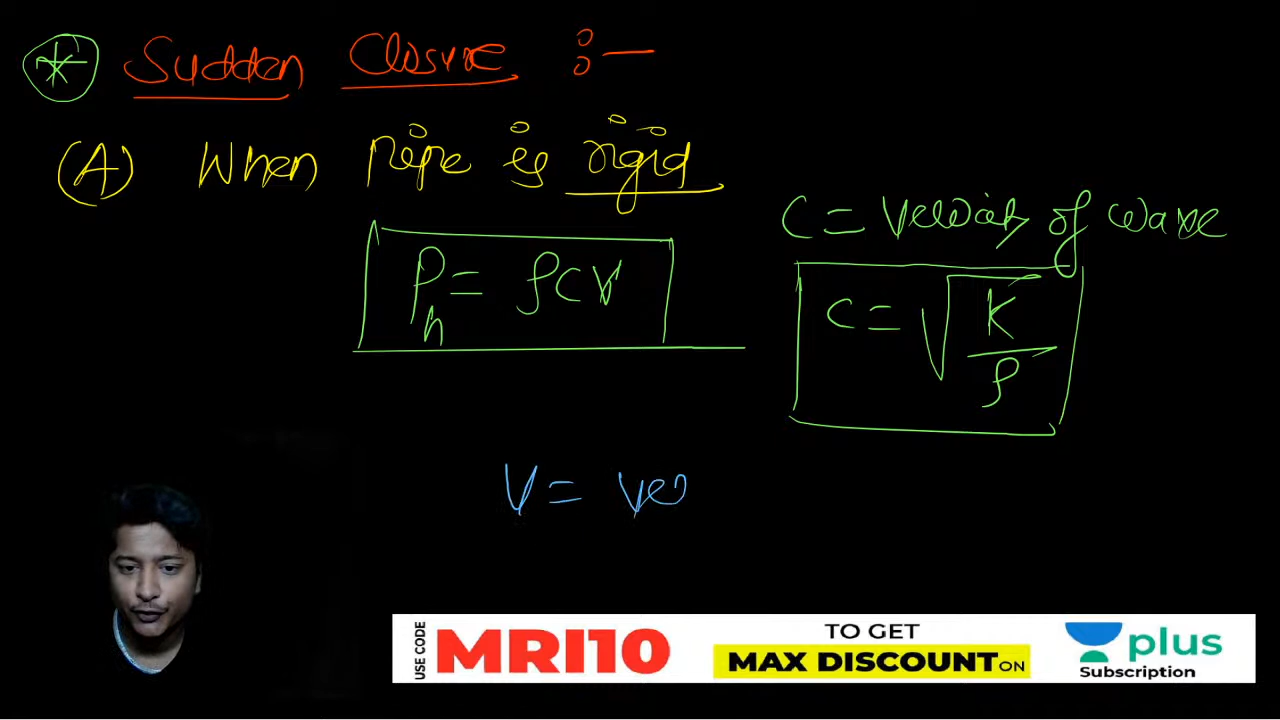 * Sudden Closure :-
(A) When pipe is rigid
C = Velocity of wave
Ph = ρCV
C = √(K/ρ)
V = Veo
USE CODE MRI10 TO GET MAX DISCOUNT ON plus Subscription